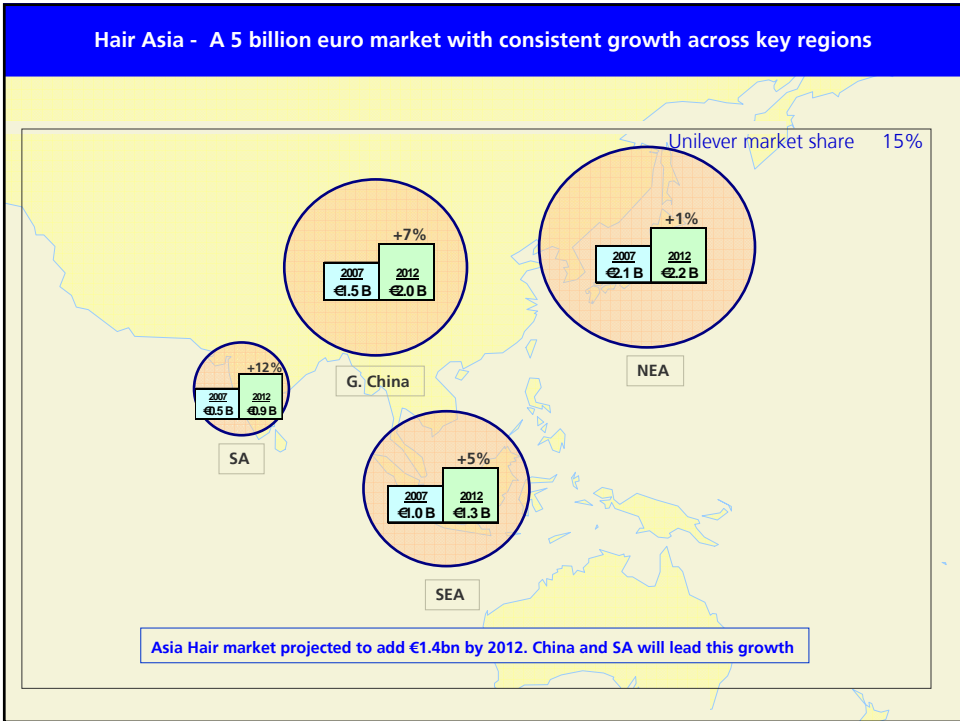 Hair Asia - A 5 billion euro market with consistent growth across key regions
Unilever market share 15%
+7%
2007
€1.5 B
2012
€2.0 B
G. China
+1%
2007
€2.1 B
2012
€2.2 B
NEA
+12%
2007
€0.5 B
2012
€0.9 B
SA
+5%
2007
€1.0 B
2012
€1.3 B
SEA
Asia Hair market projected to add €1.4bn by 2012. China and SA will lead this growth